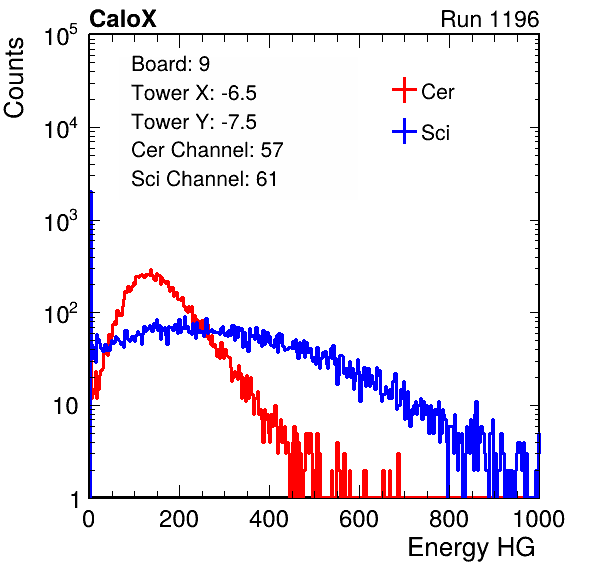 CaloX Run 1196
Counts
10^5
10^4
10^3
10^2
10
1
Board: 9
Tower X: -6.5
Tower Y: -7.5
Cer Channel: 57
Sci Channel: 61
Cer
Sci
0 200 400 600 800 1000
Energy HG